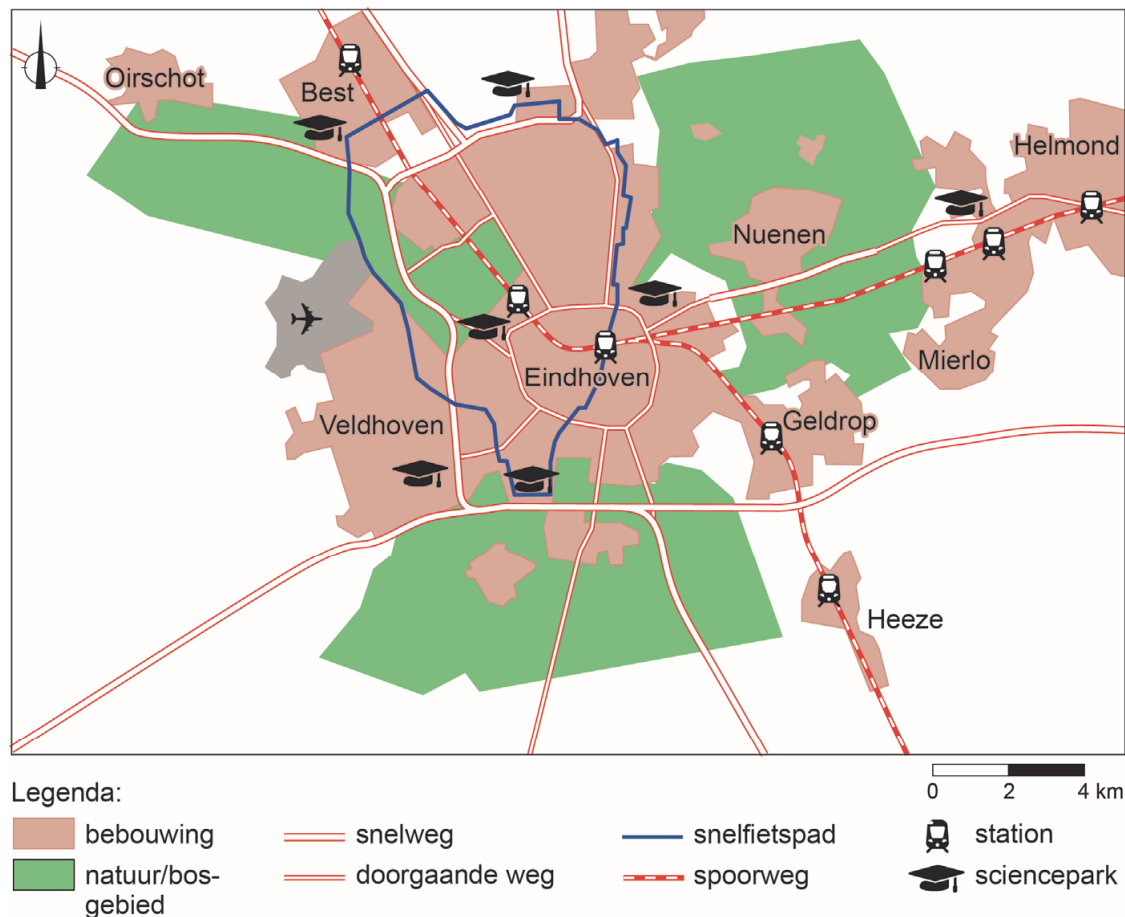 Oirschot
Best
Helmond
Nuenen
Mierlo
Eindhoven
Geldrop
Veldhoven
Heeze
Legenda:
0 2 4 km
bebouwing
snelweg
snelfietspad
station
natuur/bos-
gebied
doorgaande weg
spoorweg
sciencepark